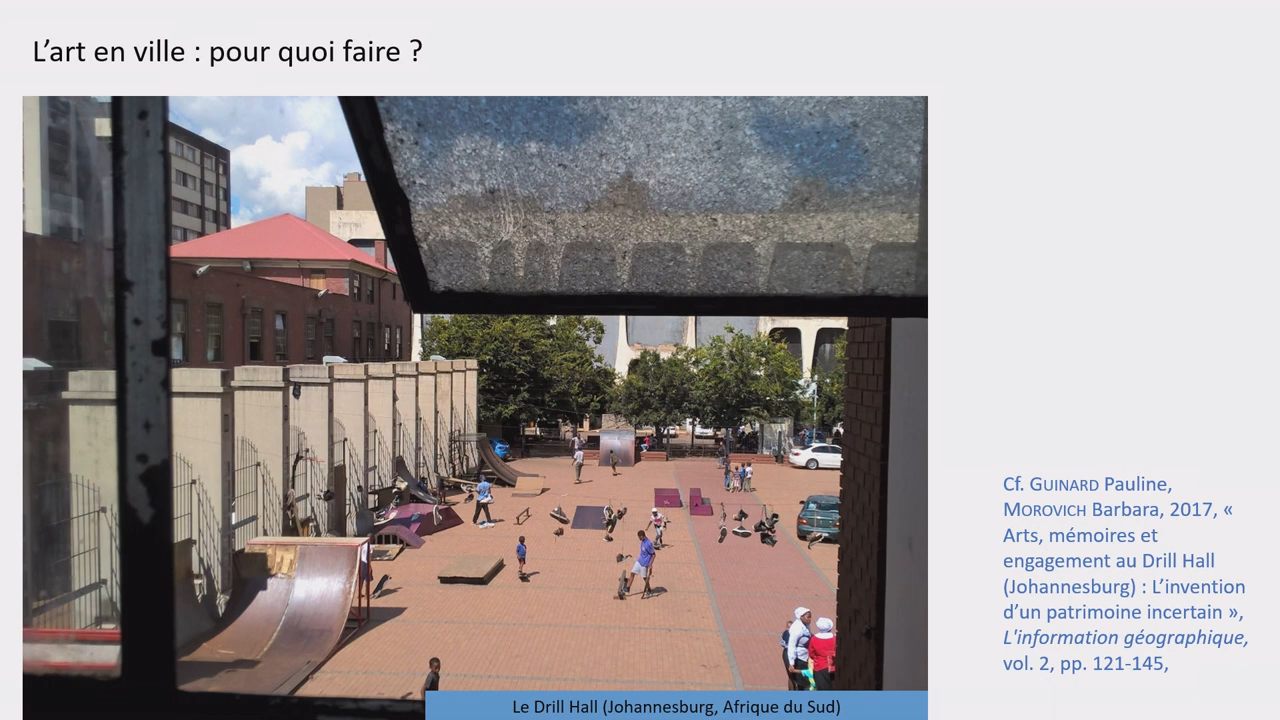 L’art en ville : pour quoi faire ?
Cf. GUINARD Pauline,
MOROVICH Barbara, 2017, «
Arts, mémoires et
engagement au Drill Hall
(Johannesburg) : L’invention
d’un patrimoine incertain »,
L'information géographique,
vol. 2, pp. 121-145,
Le Drill Hall (Johannesburg, Afrique du Sud)